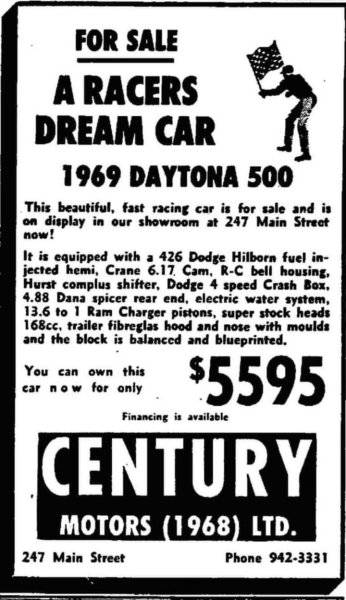 FOR SALE
A RACERS
DREAM CAR
1969 DAYTONA 500
This beautiful, fast racing car is for sale and is
on display in our showroom at 247 Main Street
now!
It is equipped with a 426 Dodge Hilborn fuel in-
jected hemi, Crane 6.17 Cam, R-C bell housing,
Hurst complus shifter, Dodge 4 speed Crash Box,
4.88 Dana spicer rear end, electric water system,
13.6 to 1 Ram Charger pistons, super stock heads
168cc, trailer fibreglas hood and nose with moulds
and the block is balanced and blueprinted.
You can own this
car now for only
$5595
Financing is available
CENTURY
MOTORS (1968) LTD.
247 Main Street
Phone 942-3331